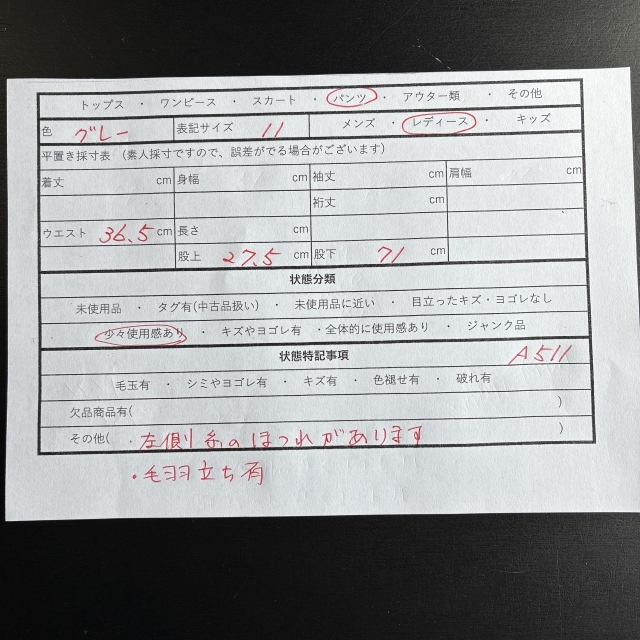 トップス ・ ワンピース ・ スカート ・ パンツ ・ アウター類 ・ その他
色 グレー 表記サイズ 11 メンズ ・ レディース ・ キッズ
平置き採寸表 (素人採寸ですので、誤差がでる場合がございます)
着丈 cm 身幅 cm 袖丈 cm 肩幅 cm
裄丈 cm
ウエスト 36.5 cm 長さ cm
股上 27.5 cm 股下 71 cm
状態分類
未使用品 ・ タグ有(中古品扱い) ・ 未使用に近い ・ 目立ったキズ・ヨゴレなし
少々使用感あり ・ キズやヨゴレ有 ・全体的に使用感あり ・ ジャンク品
状態特記事項 A511
毛玉有 ・ シミやヨゴレ有 ・ キズ有 ・ 色褪せ有 ・ 破れ有
欠品商品有( )
その他( ・左側糸のほつれがあります )
・毛羽立ち有